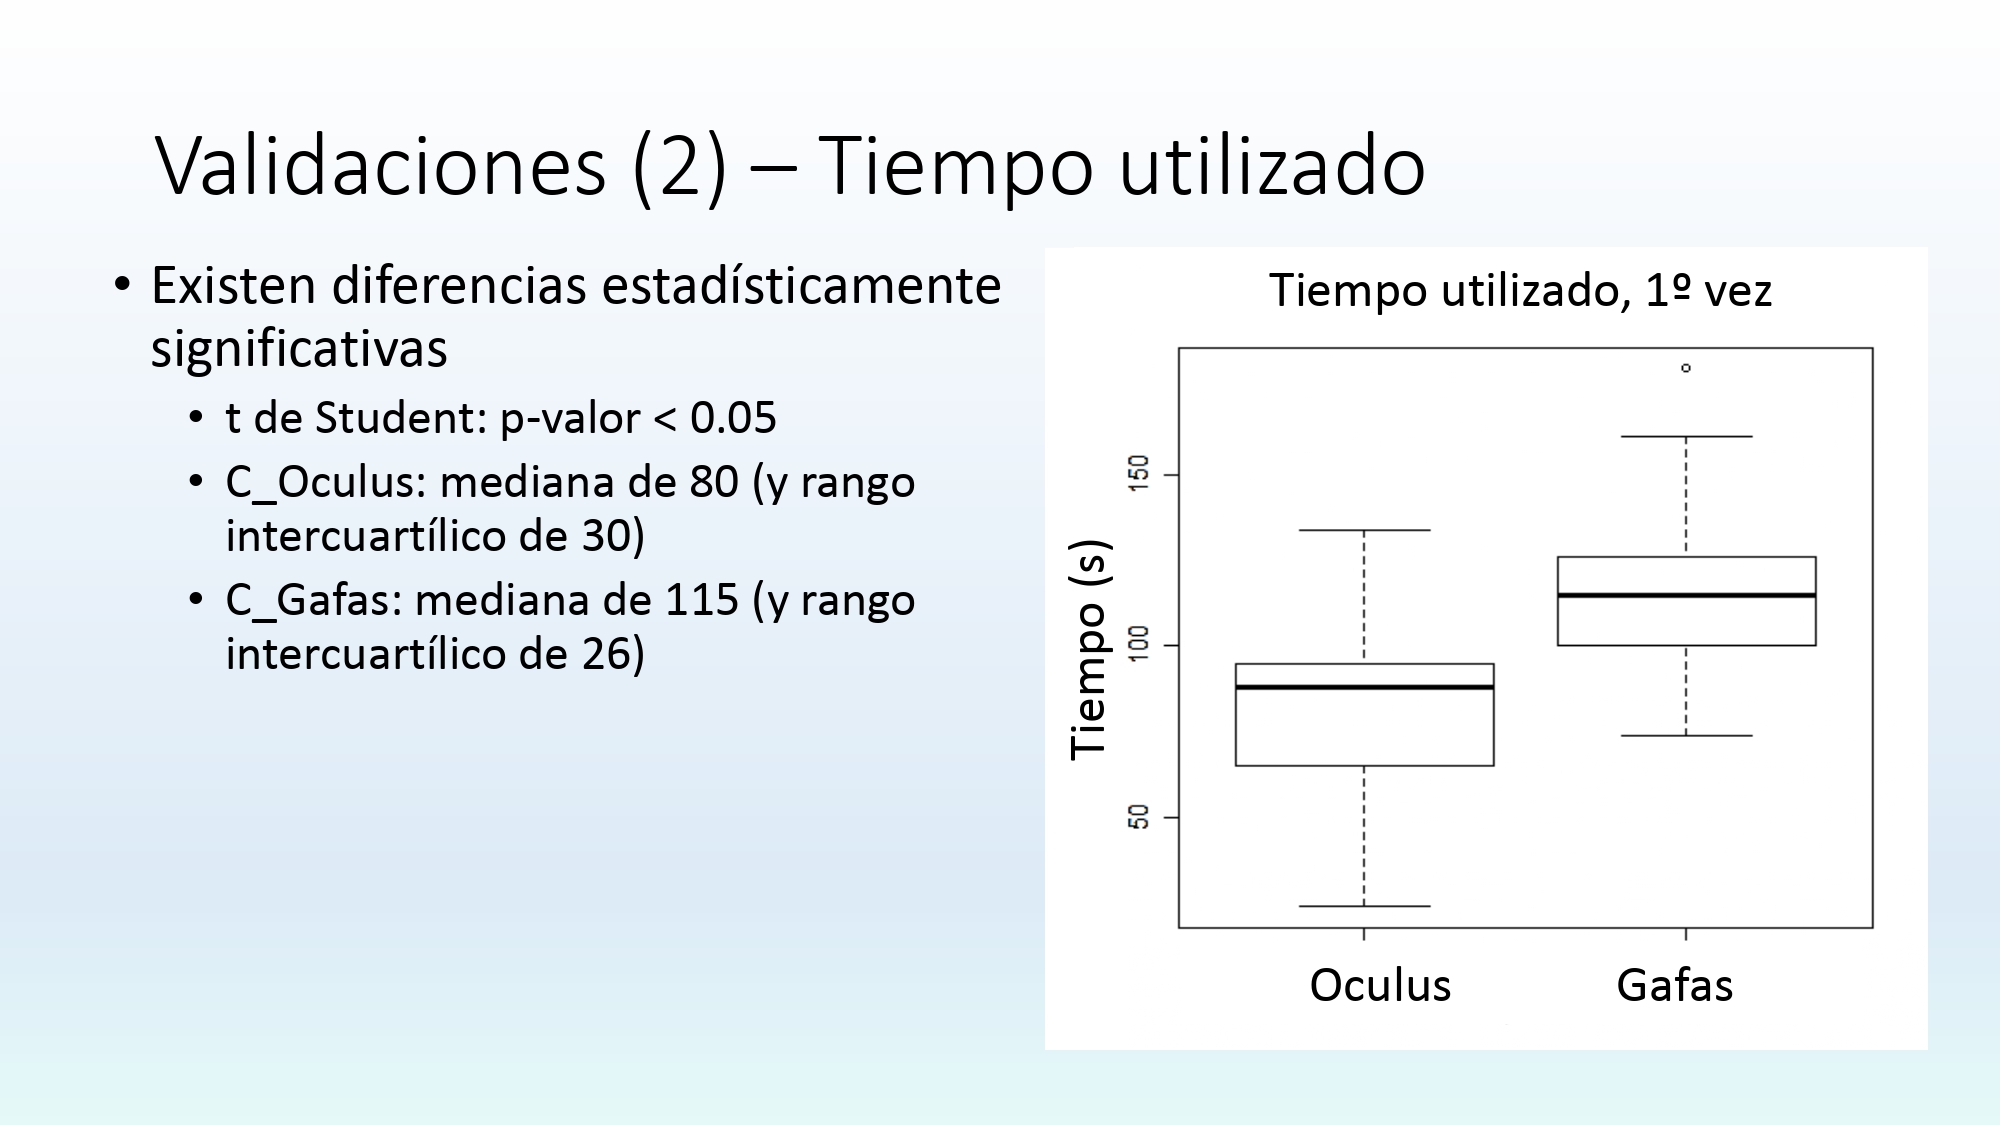 Validaciones (2) – Tiempo utilizado
• Existen diferencias estadísticamente
significativas
• t de Student: p-valor < 0.05
• C_Oculus: mediana de 80 (y rango
intercuartílico de 30)
• C_Gafas: mediana de 115 (y rango
intercuartílico de 26)
Tiempo utilizado, 1º vez
Tiempo (s)
150
100
50
Oculus
Gafas